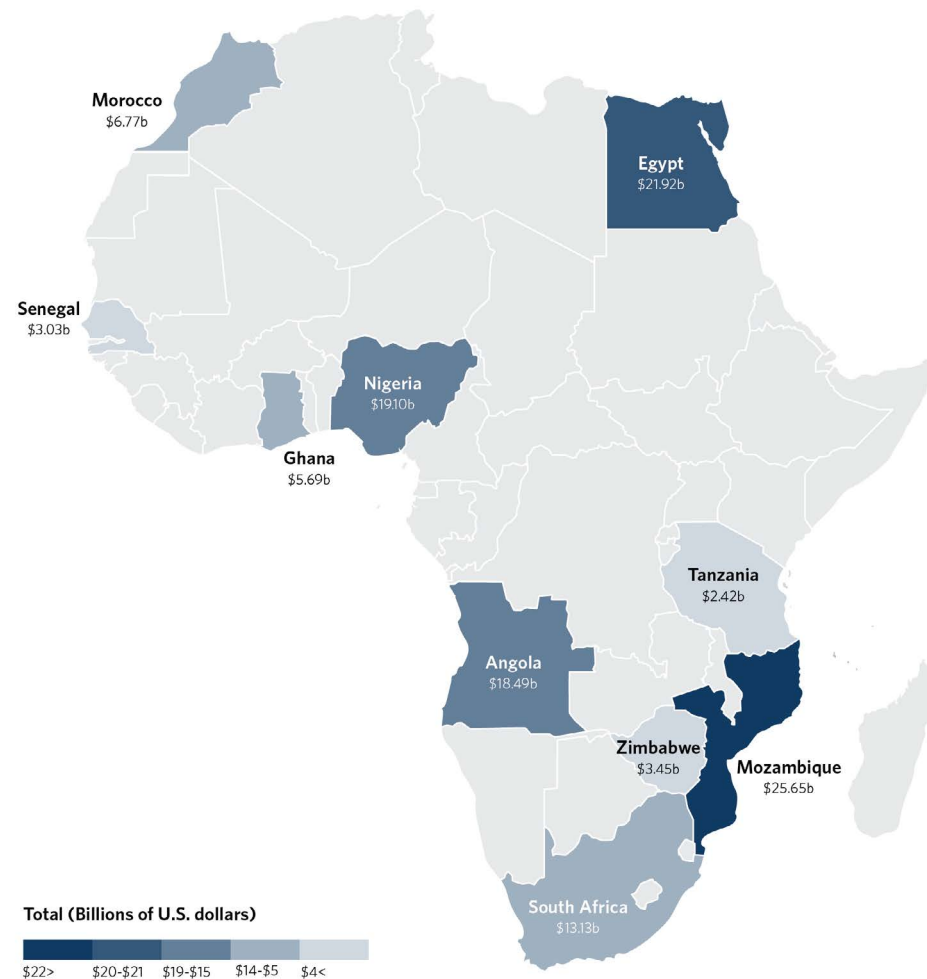 Morocco
$6.77b
Egypt
$21.92b
Senegal
$3.03b
Nigeria
$19.10b
Ghana
$5.69b
Tanzania
$2.42b
Angola
$18.49b
Zimbabwe
$3.45b
Mozambique
$25.65b
South Africa
$13.13b
Total (Billions of U.S. dollars)
$22> $20-$21 $19-$15 $14-$5 $4<